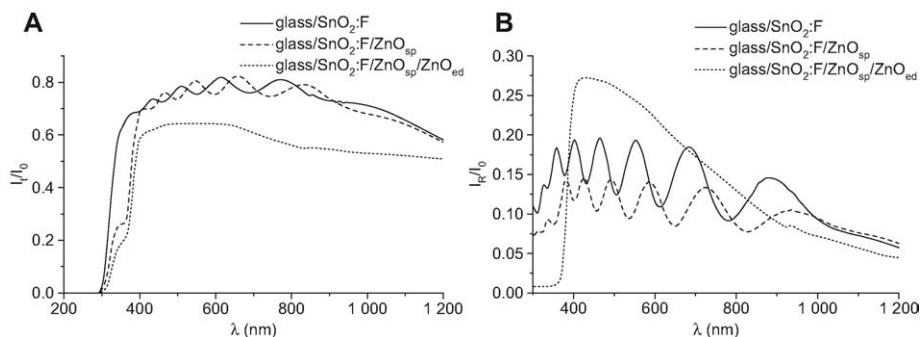 A
glass/SnO₂:F
glass/SnO₂:F/ZnOsp
glass/SnO₂:F/ZnOsp/ZnOed
Iₜ/I₀
0.8
0.6
0.4
0.2
0.0
200 400 600 800 1 000 1 200
λ (nm)
B
glass/SnO₂:F
glass/SnO₂:F/ZnOsp
glass/SnO₂:F/ZnOsp/ZnOed
I_R/I₀
0.30
0.25
0.20
0.15
0.10
0.05
0.00
400 600 800 1 000 1 200
λ (nm)